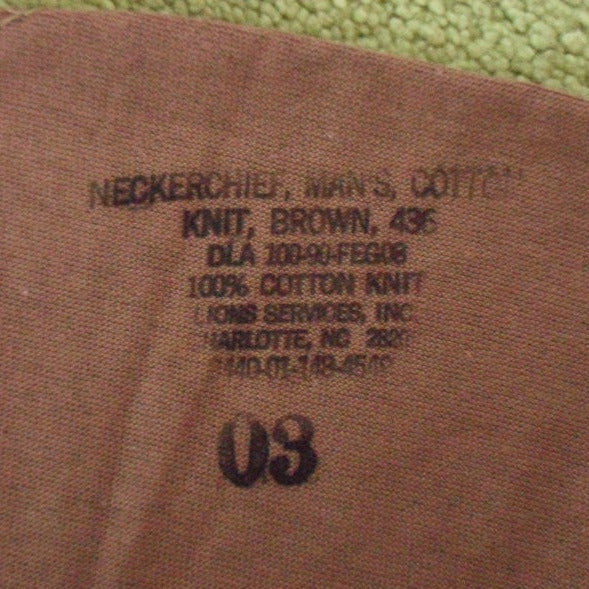 NECKERCHIEF, MAN'S, COTTON
KNIT, BROWN, 436
DLA 100-90-FEG08
100% COTTON KNIT
LIONS SERVICES, INC
CHARLOTTE, NC
03